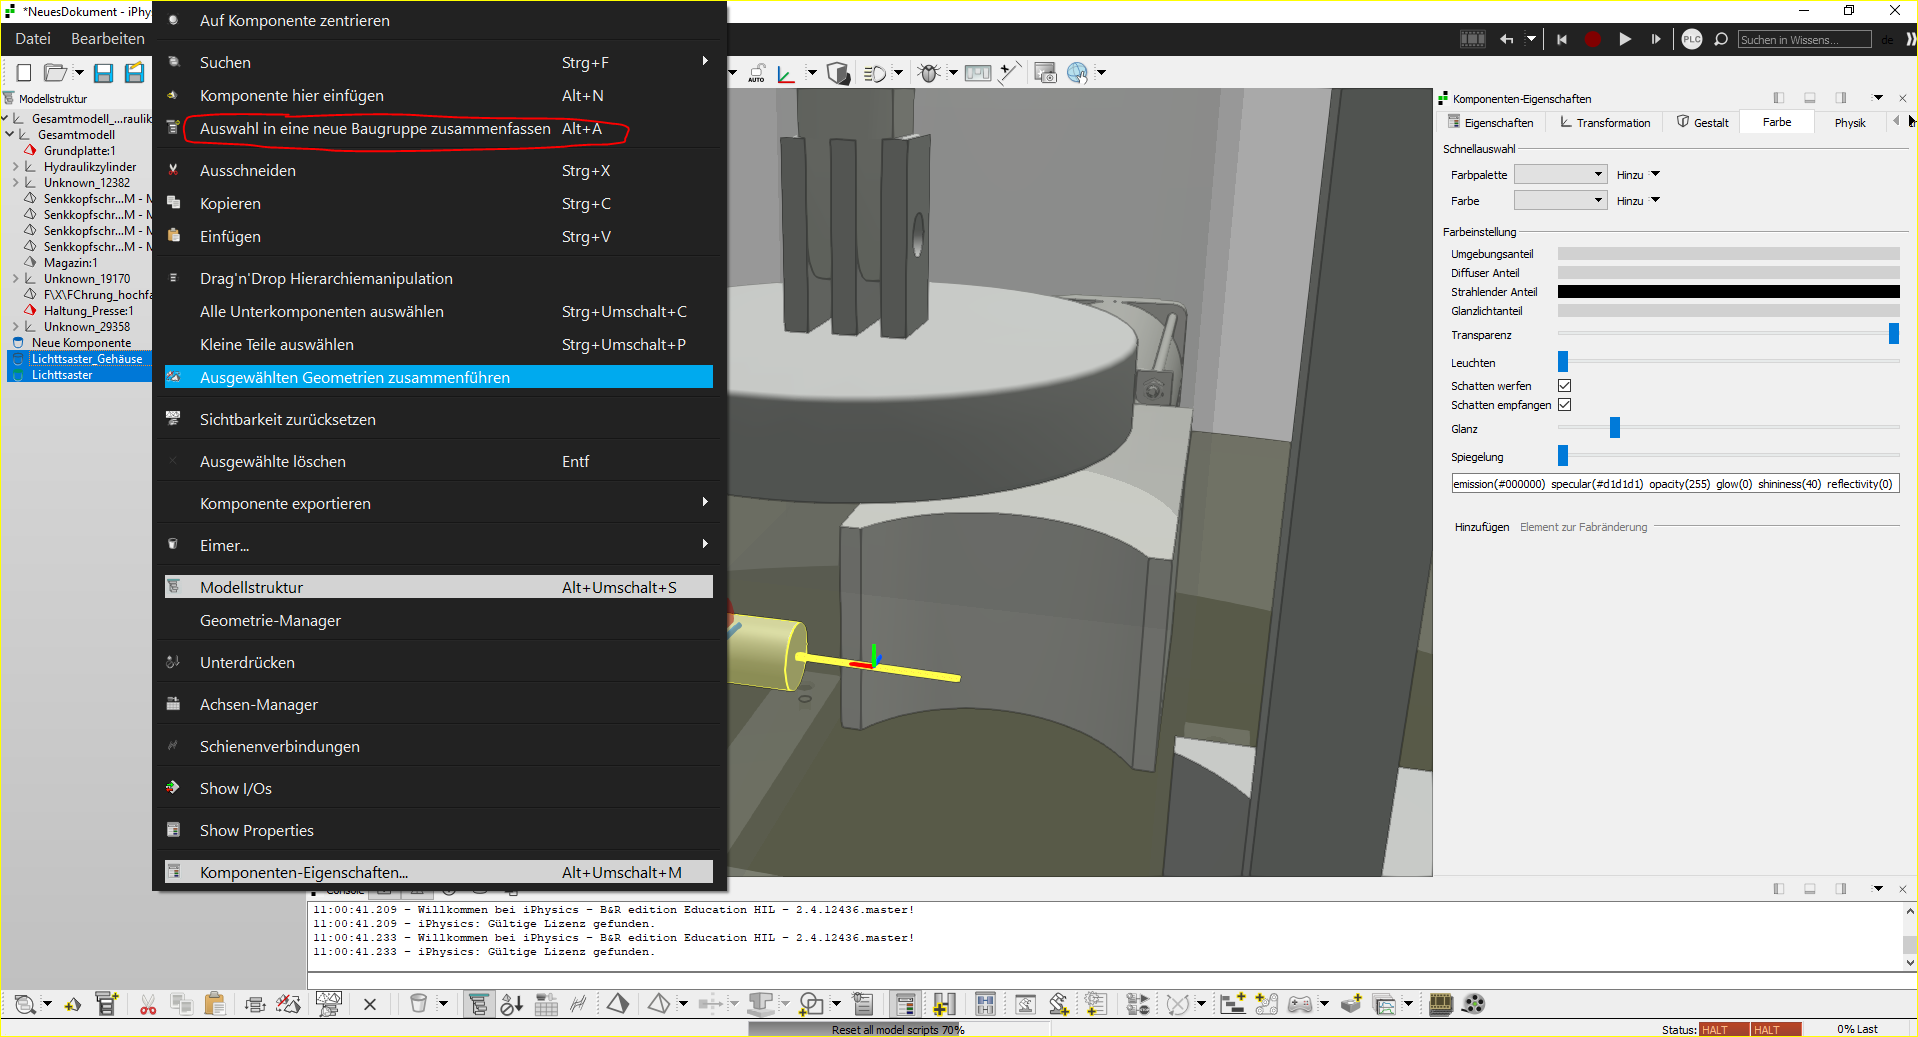 *NeuesDokument - iPhys
Datei Bearbeiten
Suchen in Wissens... de
PLC
AUTO
Modellstruktur
Gesamtmodell_...raulik
Gesamtmodell
Grundplatte:1
Hydraulikzylinder
Unknown_12382
Senkkopfschr...M - M
Senkkopfschr...M - M
Senkkopfschr...M - M
Senkkopfschr...M - M
Magazin:1
Unknown_19170
F\X\FChrung_hochfa
Haltung_Presse:1
Unknown_29358
Neue Komponente
Lichttsaster_Gehäuse
Lichttsaster
Auf Komponente zentrieren
Suchen Strg+F
Komponente hier einfügen Alt+N
Auswahl in eine neue Baugruppe zusammenfassen Alt+A
Ausschneiden Strg+X
Kopieren Strg+C
Einfügen Strg+V
Drag'n'Drop Hierarchiemanipulation
Alle Unterkomponenten auswählen Strg+Umschalt+C
Kleine Teile auswählen Strg+Umschalt+P
Ausgewählten Geometrien zusammenführen
Sichtbarkeit zurücksetzen
Ausgewählte löschen Entf
Komponente exportieren
Eimer...
Modellstruktur Alt+Umschalt+S
Geometrie-Manager
Unterdrücken
Achsen-Manager
Schienenverbindungen
Show I/Os
Show Properties
Komponenten-Eigenschaften... Alt+Umschalt+M
Komponenten-Eigenschaften
Eigenschaften Transformation Gestalt Farbe Physik
Schnellauswahl
Farbpalette Hinzu
Farbe Hinzu
Farbeinstellung
Umgebungsanteil
Diffuser Anteil
Strahlender Anteil
Glanzlichtanteil
Transparenz
Leuchten
Schatten werfen
Schatten empfangen
Glanz
Spiegelung
emission(#000000) specular(#d1d1d1) opacity(255) glow(0) shininess(40) reflectivity(0)
Hinzufügen Element zur Fabränderung
Console
11:00:41.209 - Willkommen bei iPhysics - B&R edition Education HIL - 2.4.12436.master!
11:00:41.209 - iPhysics: Gültige Lizenz gefunden.
11:00:41.233 - Willkommen bei iPhysics - B&R edition Education HIL - 2.4.12436.master!
11:00:41.233 - iPhysics: Gültige Lizenz gefunden.
Reset all model scripts 70%
Status: HALT HALT 0% Last